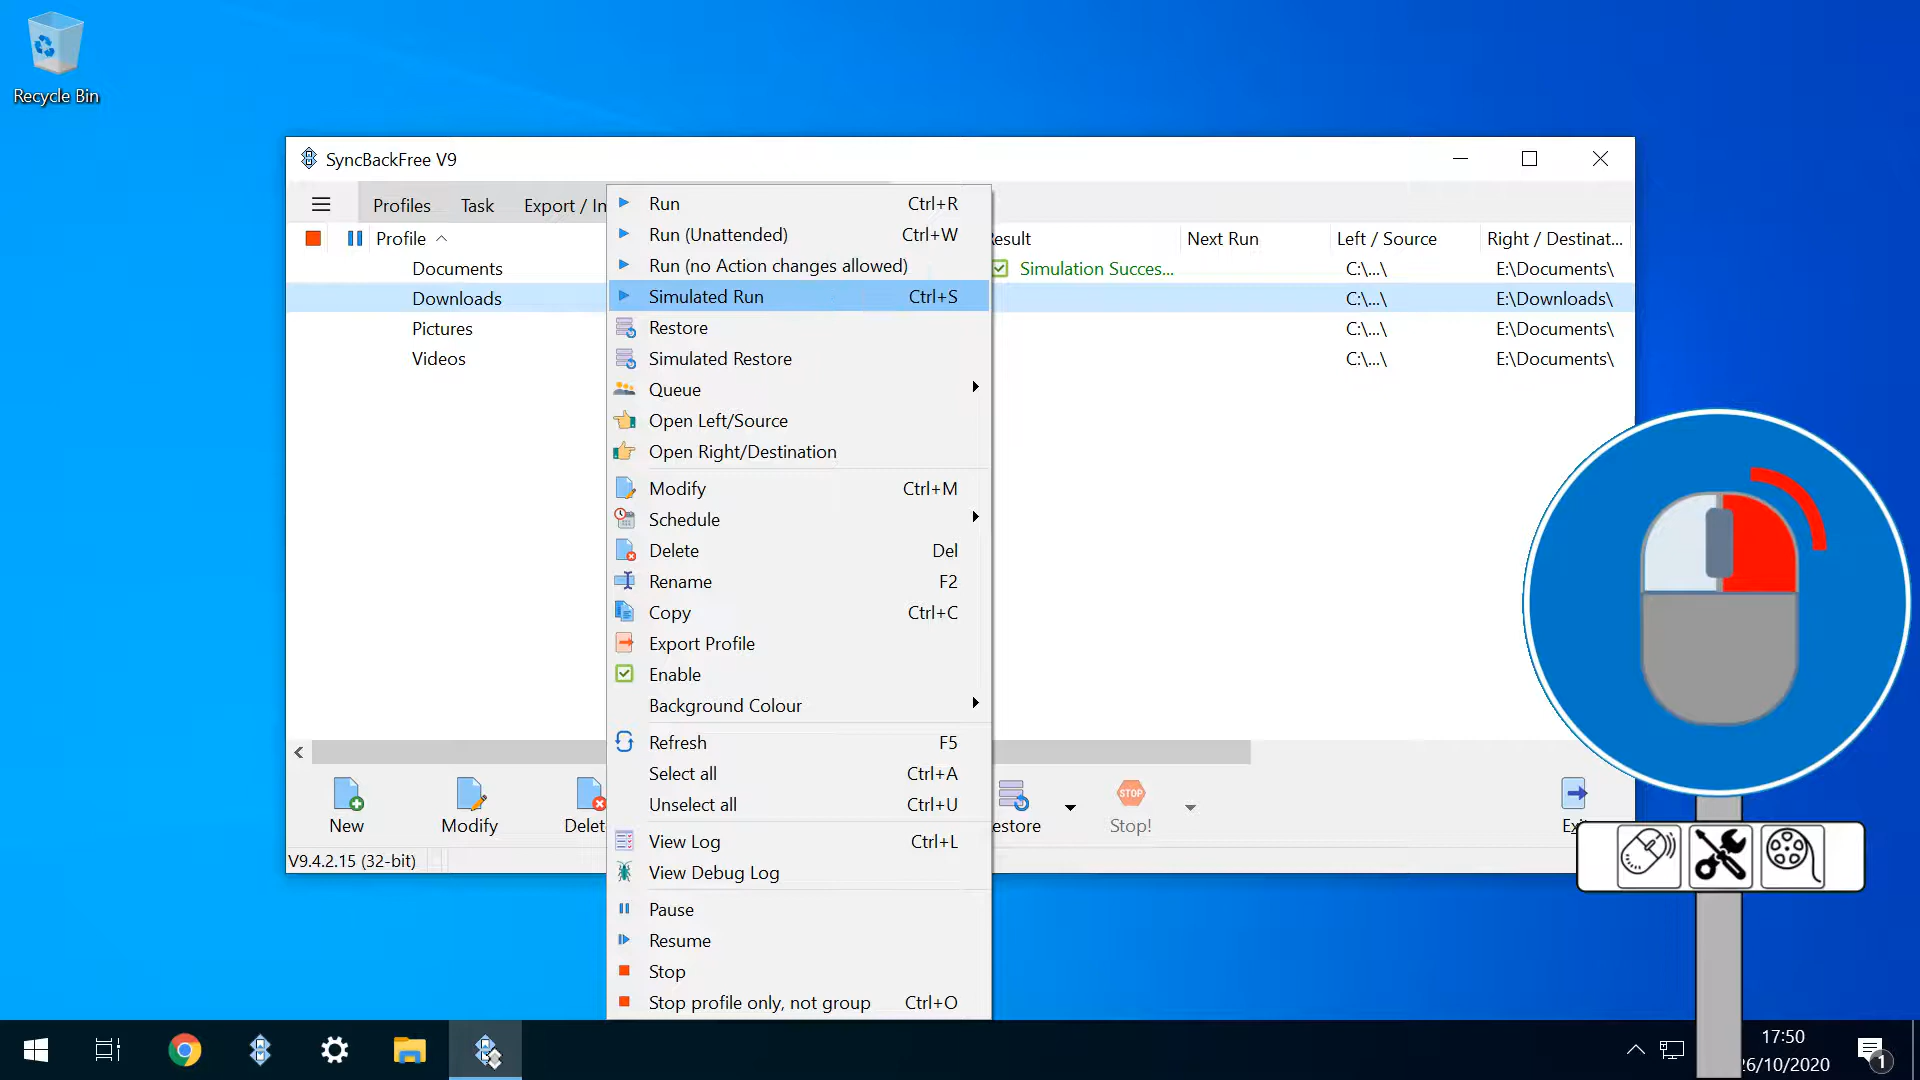 Recycle Bin
SyncBackFree V9
Profiles Task Export / Im
Profile Result Next Run Left / Source Right / Destinat...
Documents Simulation Succes... C:\...\ E:\Documents\
Downloads C:\...\ E:\Downloads\
Pictures C:\...\ E:\Documents\
Videos C:\...\ E:\Documents\
Run Ctrl+R
Run (Unattended) Ctrl+W
Run (no Action changes allowed)
Simulated Run Ctrl+S
Restore
Simulated Restore
Queue
Open Left/Source
Open Right/Destination
Modify Ctrl+M
Schedule
Delete Del
Rename F2
Copy Ctrl+C
Export Profile
Enable
Background Colour
Refresh F5
Select all Ctrl+A
Unselect all Ctrl+U
View Log Ctrl+L
View Debug Log
Pause
Resume
Stop
Stop profile only, not group Ctrl+O
STOP
New Modify Delet estore Stop! Ex
V9.4.2.15 (32-bit)
17:50
26/10/2020
1